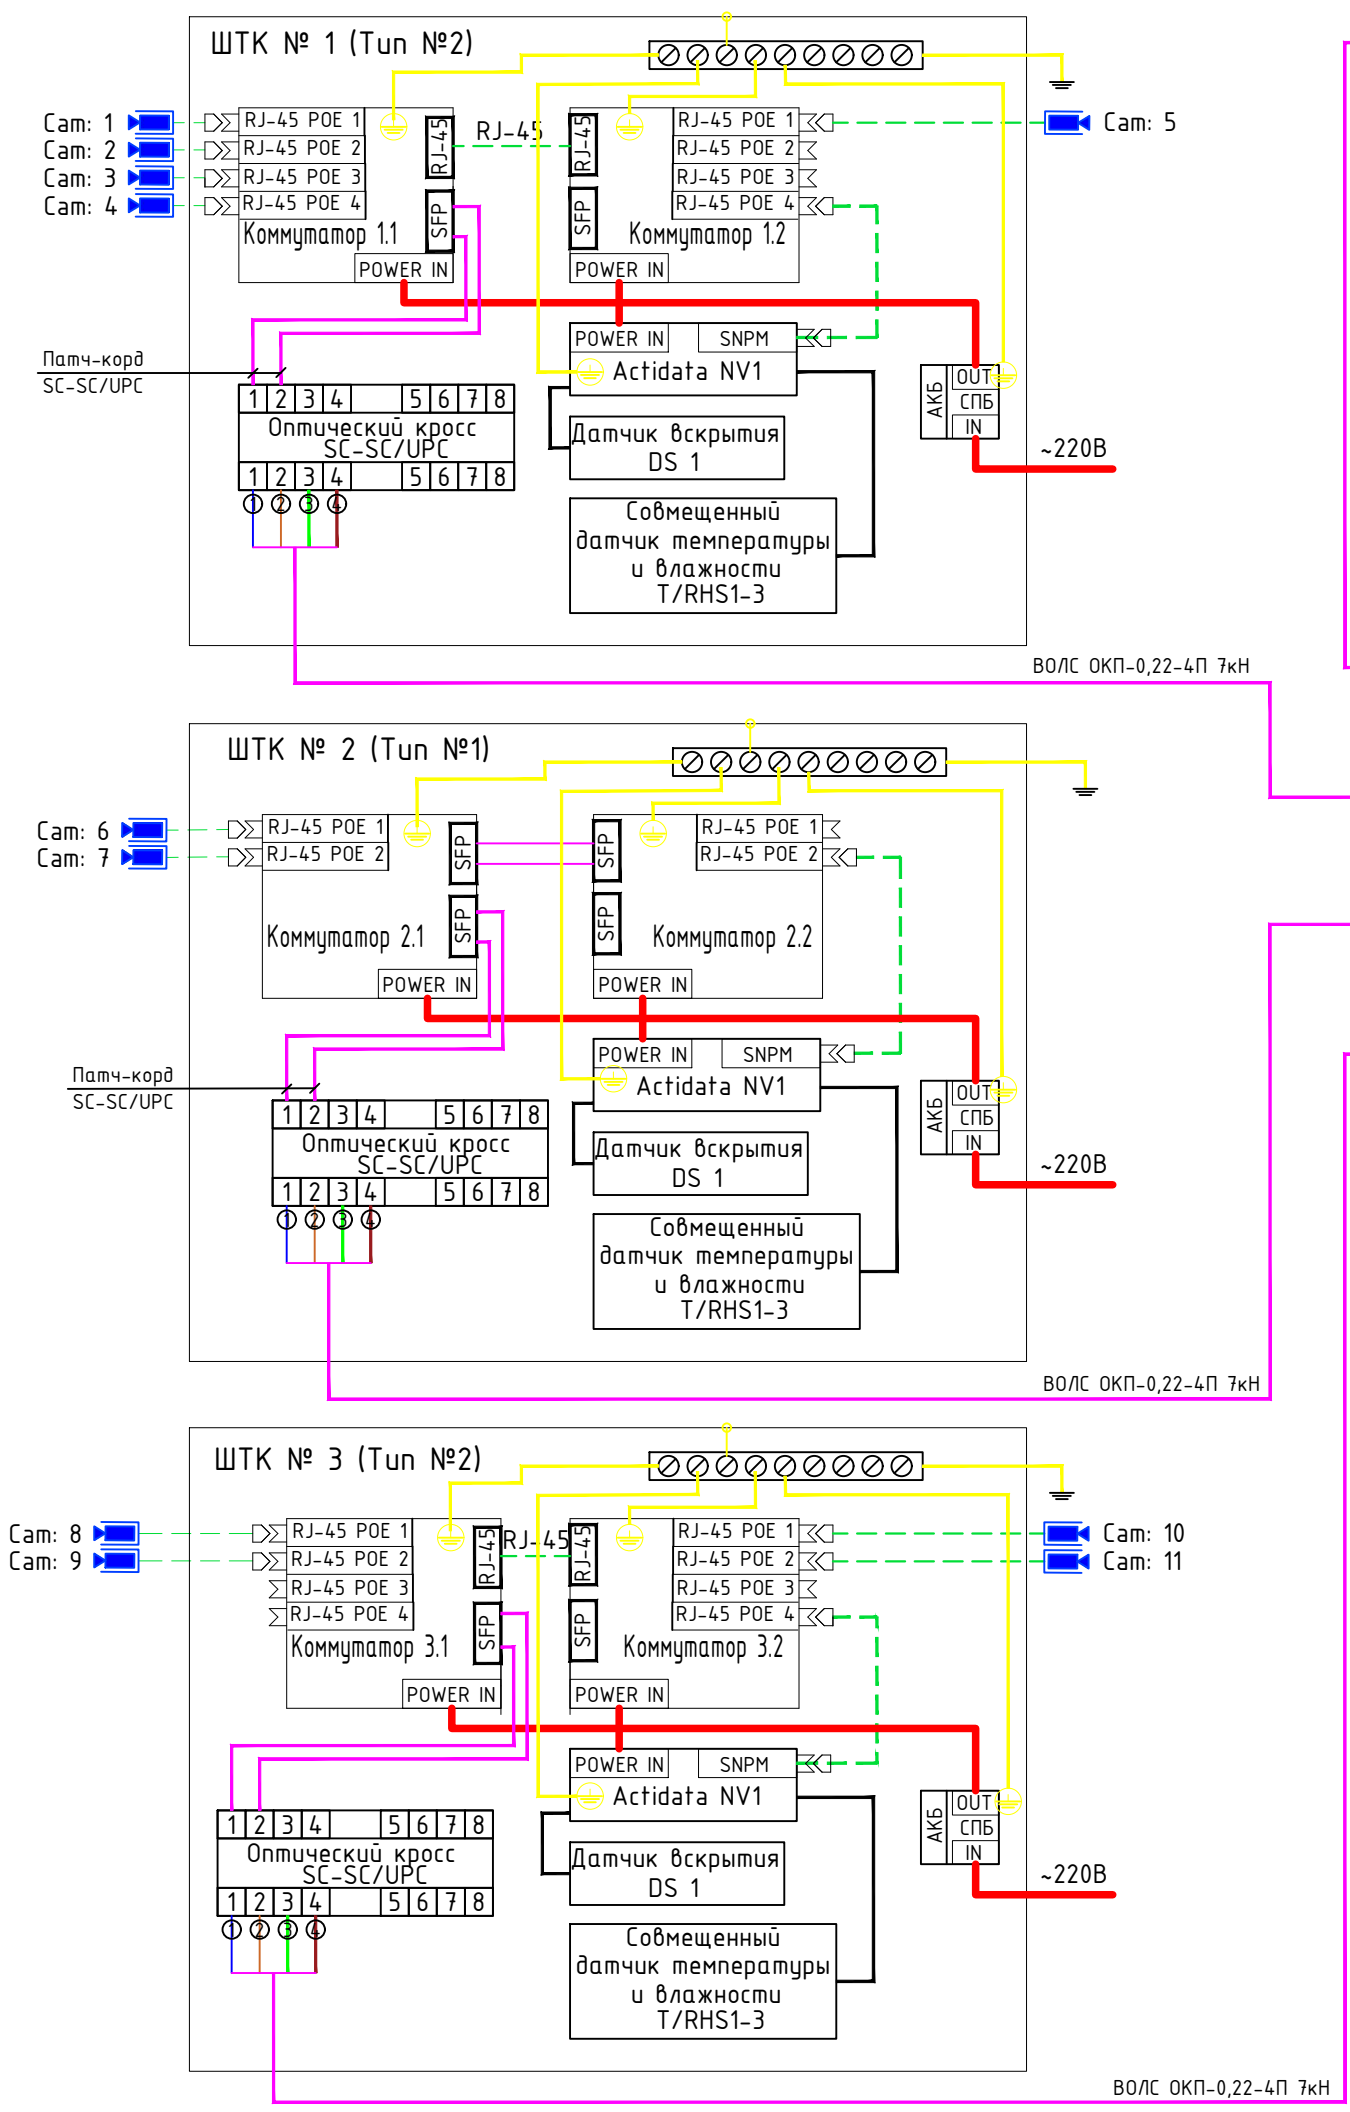 ШТК № 1 (Тип №2)
Cam: 1
Cam: 2
Cam: 3
Cam: 4
RJ-45 POE 1
RJ-45 POE 2
RJ-45 POE 3
RJ-45 POE 4
RJ-45
SFP
Коммутатор 1.1
POWER IN
RJ-45
RJ-45
SFP
RJ-45 POE 1
RJ-45 POE 2
RJ-45 POE 3
RJ-45 POE 4
Коммутатор 1.2
POWER IN
Cam: 5
POWER IN
SNPM
Actidata NV1
Патч-корд
SC-SC/UPC
1 2 3 4 5 6 7 8
Оптический кросс
SC-SC/UPC
1 2 3 4 5 6 7 8
1 2 3 4
Датчик вскрытия
DS 1
Совмещенный
датчик температуры
и влажности
T/RHS1-3
АКБ
OUT
СПБ
IN
~220В
ВОЛС ОКП-0,22-4П 7кН
ШТК № 2 (Тип №1)
Cam: 6
Cam: 7
RJ-45 POE 1
RJ-45 POE 2
SFP
SFP
Коммутатор 2.1
POWER IN
SFP
SFP
RJ-45 POE 1
RJ-45 POE 2
Коммутатор 2.2
POWER IN
POWER IN
SNPM
Actidata NV1
Патч-корд
SC-SC/UPC
1 2 3 4 5 6 7 8
Оптический кросс
SC-SC/UPC
1 2 3 4 5 6 7 8
1 2 3 4
Датчик вскрытия
DS 1
Совмещенный
датчик температуры
и влажности
T/RHS1-3
АКБ
OUT
СПБ
IN
~220В
ВОЛС ОКП-0,22-4П 7кН
ШТК № 3 (Тип №2)
Cam: 8
Cam: 9
RJ-45 POE 1
RJ-45 POE 2
RJ-45 POE 3
RJ-45 POE 4
RJ-45
SFP
Коммутатор 3.1
POWER IN
RJ-45
RJ-45
SFP
RJ-45 POE 1
RJ-45 POE 2
RJ-45 POE 3
RJ-45 POE 4
Коммутатор 3.2
POWER IN
Cam: 10
Cam: 11
POWER IN
SNPM
Actidata NV1
1 2 3 4 5 6 7 8
Оптический кросс
SC-SC/UPC
1 2 3 4 5 6 7 8
1 2 3 4
Датчик вскрытия
DS 1
Совмещенный
датчик температуры
и влажности
T/RHS1-3
АКБ
OUT
СПБ
IN
~220В
ВОЛС ОКП-0,22-4П 7кН